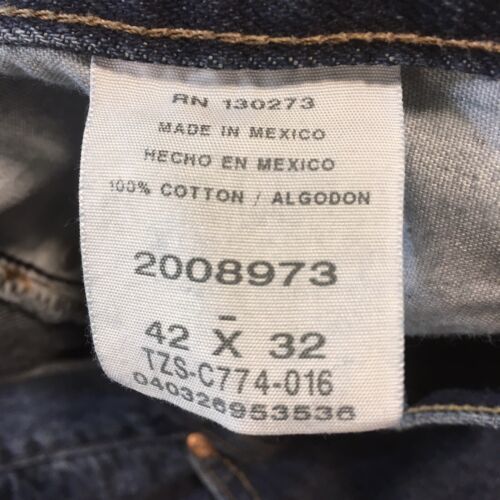 RN 130273
MADE IN MEXICO
HECHO EN MEXICO
100% COTTON / ALGODON
2008973
42 X 32
TZS-C774-016
040326953536